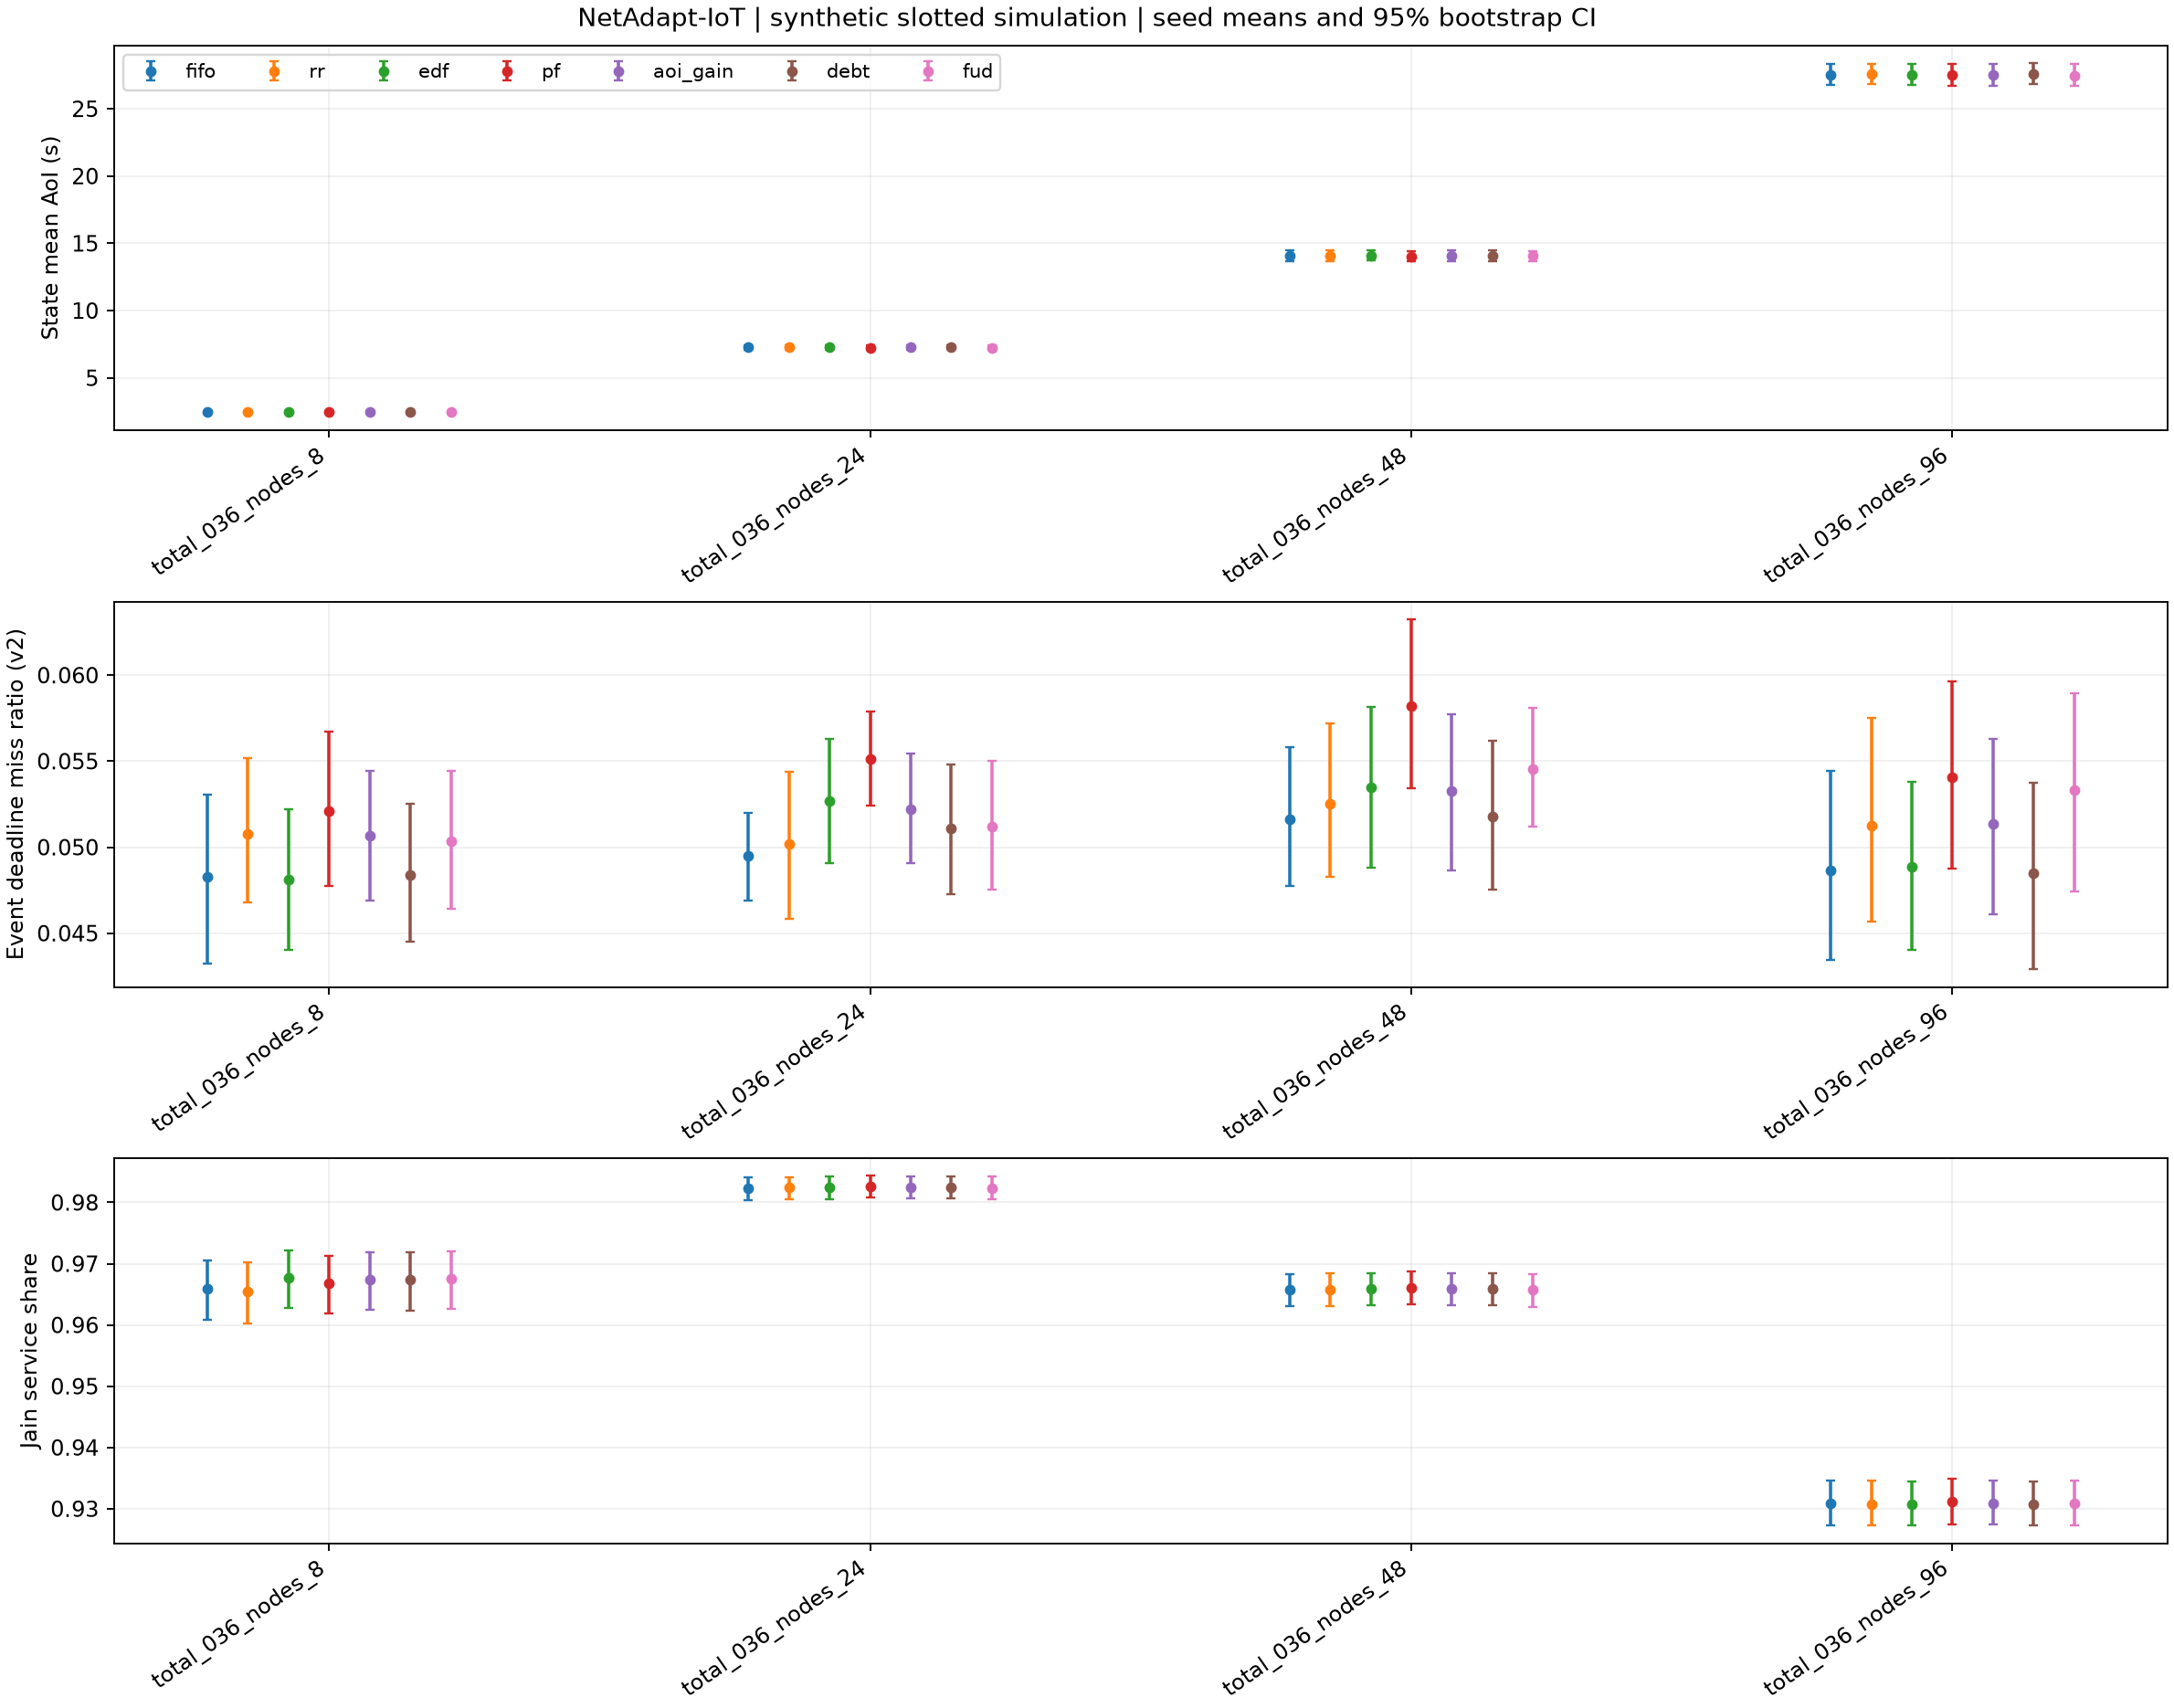 NetAdapt-IoT | synthetic slotted simulation | seed means and 95% bootstrap CI
fifo rr edf pf aoi_gain debt fud
State mean AoI (s)
25
20
15
10
5
total_036_nodes_8 total_036_nodes_24 total_036_nodes_48 total_036_nodes_96
Event deadline miss ratio (v2)
0.060
0.055
0.050
0.045
total_036_nodes_8 total_036_nodes_24 total_036_nodes_48 total_036_nodes_96
Jain service share
0.98
0.97
0.96
0.95
0.94
0.93
total_036_nodes_8 total_036_nodes_24 total_036_nodes_48 total_036_nodes_96